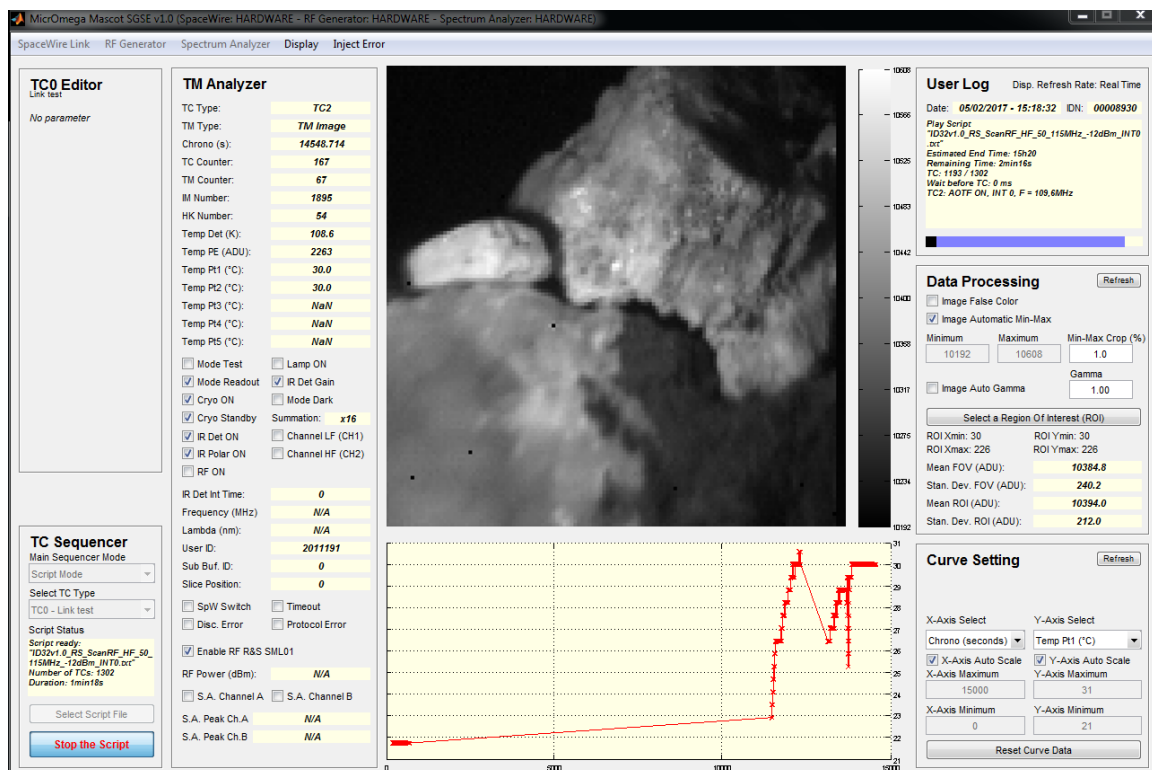 MicrOmega Mascot SGSE v1.0 (SpaceWire: HARDWARE - RF Generator: HARDWARE - Spectrum Analyzer: HARDWARE)
SpaceWire Link RF Generator Spectrum Analyzer Display Inject Error
TC0 Editor
Link test
No parameter
TC Sequencer
Main Sequencer Mode
Script Mode
Select TC Type
TC0 - Link test
Script Status
Script ready:
"ID32v1.0_RS_ScanRF_HF_50_
115MHz_-12dBm_INT0.txt"
Number of TCs: 1302
Duration: 1min18s
Select Script File
Stop the Script
TM Analyzer
TC Type: TC2
TM Type: TM Image
Chrono (s): 14548.714
TC Counter: 167
TM Counter: 67
IM Number: 1895
HK Number: 54
Temp Det (K): 108.6
Temp PE (ADU): 2263
Temp Pt1 (°C): 30.0
Temp Pt2 (°C): 30.0
Temp Pt3 (°C): NaN
Temp Pt4 (°C): NaN
Temp Pt5 (°C): NaN
Mode Test Lamp ON
Mode Readout IR Det Gain
Cryo ON Mode Dark
Cryo Standby Summation: x16
IR Det ON Channel LF (CH1)
IR Polar ON Channel HF (CH2)
RF ON
IR Det Int Time: 0
Frequency (MHz) N/A
Lambda (nm): N/A
User ID: 2011191
Sub Buf. ID: 0
Slice Position: 0
SpW Switch Timeout
Disc. Error Protocol Error
Enable RF R&S SML01
RF Power (dBm): N/A
S.A. Channel A S.A. Channel B
S.A. Peak Ch.A N/A
S.A. Peak Ch.B N/A
10608
10566
10525
10483
10442
10400
10358
10317
10275
10234
10192
31
30
29
28
27
26
25
24
23
22
21
0 5000 10000 15000
User Log Disp. Refresh Rate: Real Time
Date: 05/02/2017 - 15:18:32 IDN: 00008930
Play Script
"ID32v1.0_RS_ScanRF_HF_50_115MHz_-12dBm_INT0
.txt"
Estimated End Time: 15h20
Remaining Time: 2min16s
TC: 1193 / 1302
Wait before TC: 0 ms
TC2: AOTF ON, INT 0, F = 109,6MHz
Data Processing Refresh
Image False Color
Image Automatic Min-Max
Minimum Maximum Min-Max Crop (%)
10192 10608 1.0
Gamma
Image Auto Gamma 1.00
Select a Region Of Interest (ROI)
ROI Xmin: 30 ROI Ymin: 30
ROI Xmax: 226 ROI Ymax: 226
Mean FOV (ADU): 10384.8
Stan. Dev. FOV (ADU): 240.2
Mean ROI (ADU): 10394.0
Stan. Dev. ROI (ADU): 212.0
Curve Setting Refresh
X-Axis Select Y-Axis Select
Chrono (seconds) Temp Pt1 (°C)
X-Axis Auto Scale Y-Axis Auto Scale
X-Axis Maximum Y-Axis Maximum
15000 31
X-Axis Minimum Y-Axis Minimum
0 21
Reset Curve Data